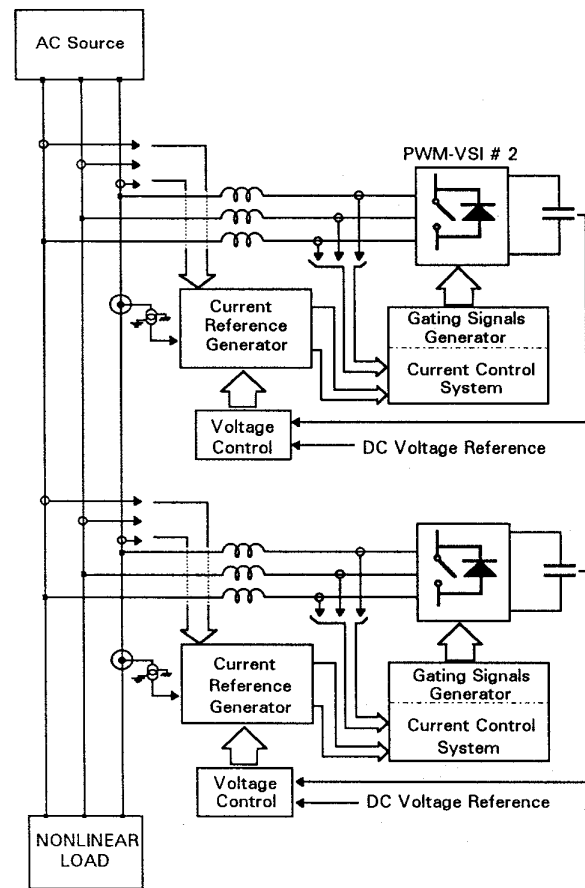 AC Source
PWM-VSI # 2
Current
Reference
Generator
Gating Signals
Generator
Current Control
System
Voltage
Control
DC Voltage Reference
Current
Reference
Generator
Gating Signals
Generator
Current Control
System
Voltage
Control
DC Voltage Reference
NONLINEAR
LOAD